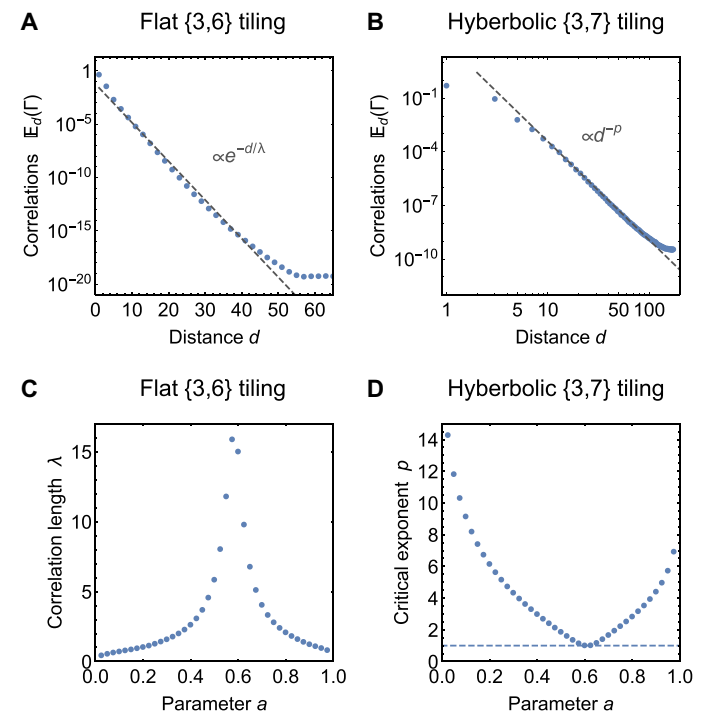 A
Flat {3,6} tiling
Correlations 𝔼d(Γ)
1
10⁻⁵
10⁻¹⁰
10⁻¹⁵
10⁻²⁰
∝e^−d/λ
0 10 20 30 40 50 60
Distance d
B
Hyberbolic {3,7} tiling
Correlations 𝔼d(Γ)
10⁻¹
10⁻⁴
10⁻⁷
10⁻¹⁰
∝d^−p
1 5 10 50 100
Distance d
C
Flat {3,6} tiling
Correlation length λ
15
10
5
0
0.0 0.2 0.4 0.6 0.8 1.0
Parameter a
D
Hyberbolic {3,7} tiling
Critical exponent p
14
12
10
8
6
4
2
0
0.0 0.2 0.4 0.6 0.8 1.0
Parameter a